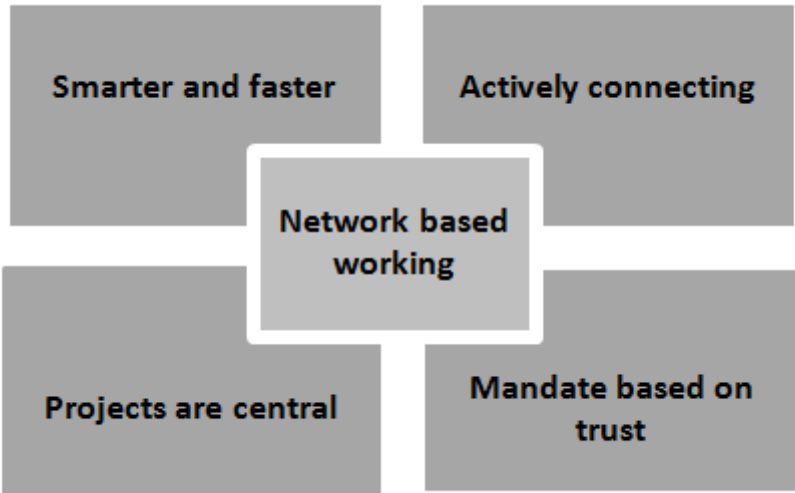 Smarter and faster
Actively connecting
Network based
working
Projects are central
Mandate based on
trust